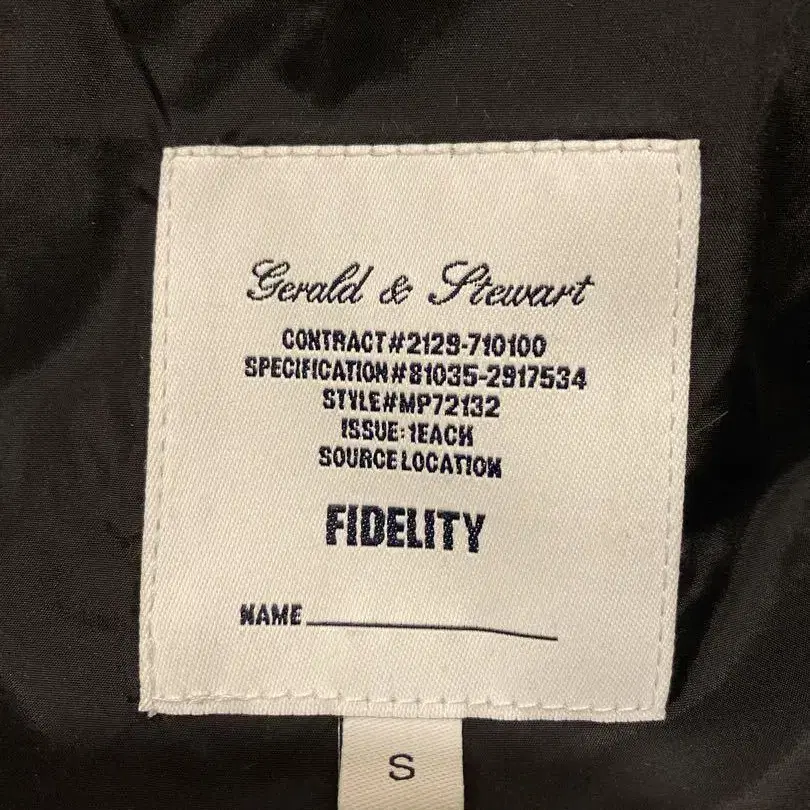 Gerald & Stewart
CONTRACT#2129-710100
SPECIFICATION#81035-2917534
STYLE#MP72132
ISSUE:1EACH
SOURCE LOCATION
FIDELITY
NAME
S